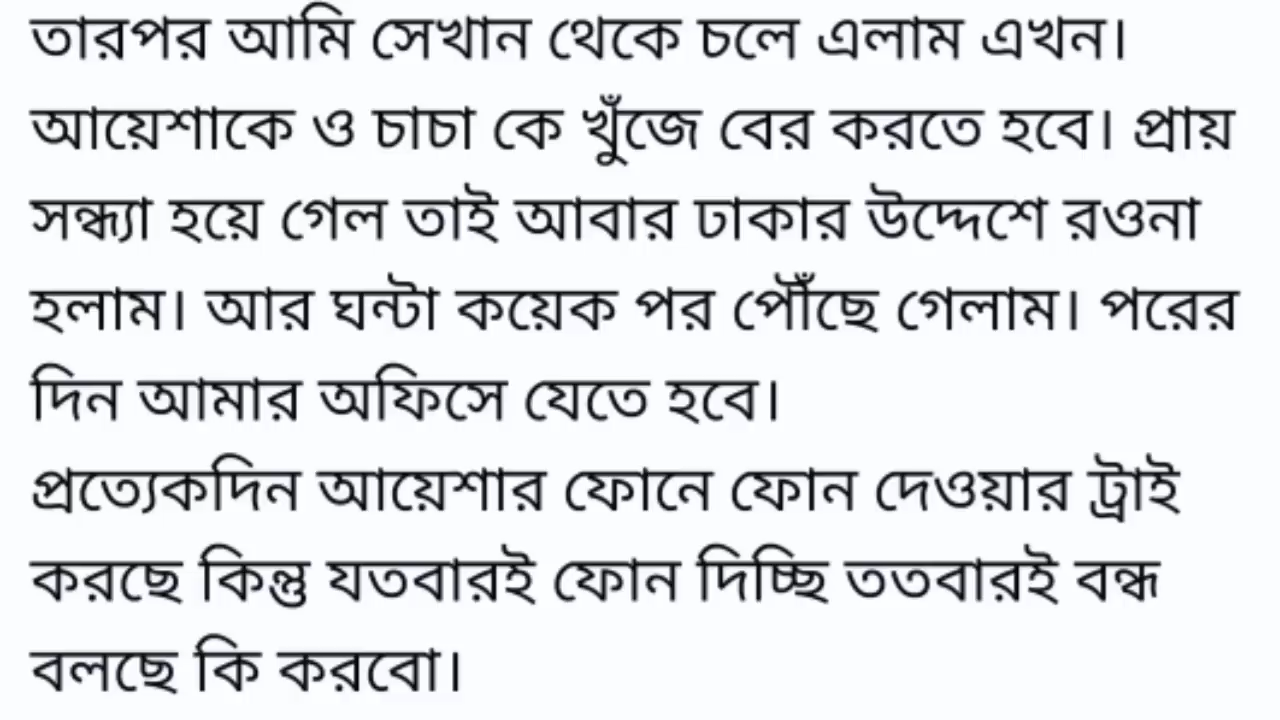 তারপর আমি সেখান থেকে চলে এলাম এখন।
আয়েশাকে ও চাচা কে খুঁজে বের করতে হবে। প্রায়
সন্ধ্যা হয়ে গেল তাই আবার ঢাকার উদ্দেশে রওনা
হলাম। আর ঘন্টা কয়েক পর পৌঁছে গেলাম। পরের
দিন আমার অফিসে যেতে হবে।
প্রত্যেকদিন আয়েশার ফোনে ফোন দেওয়ার ট্রাই
করছে কিন্তু যতবারই ফোন দিচ্ছি ততবারই বন্ধ
বলছে কি করবো।